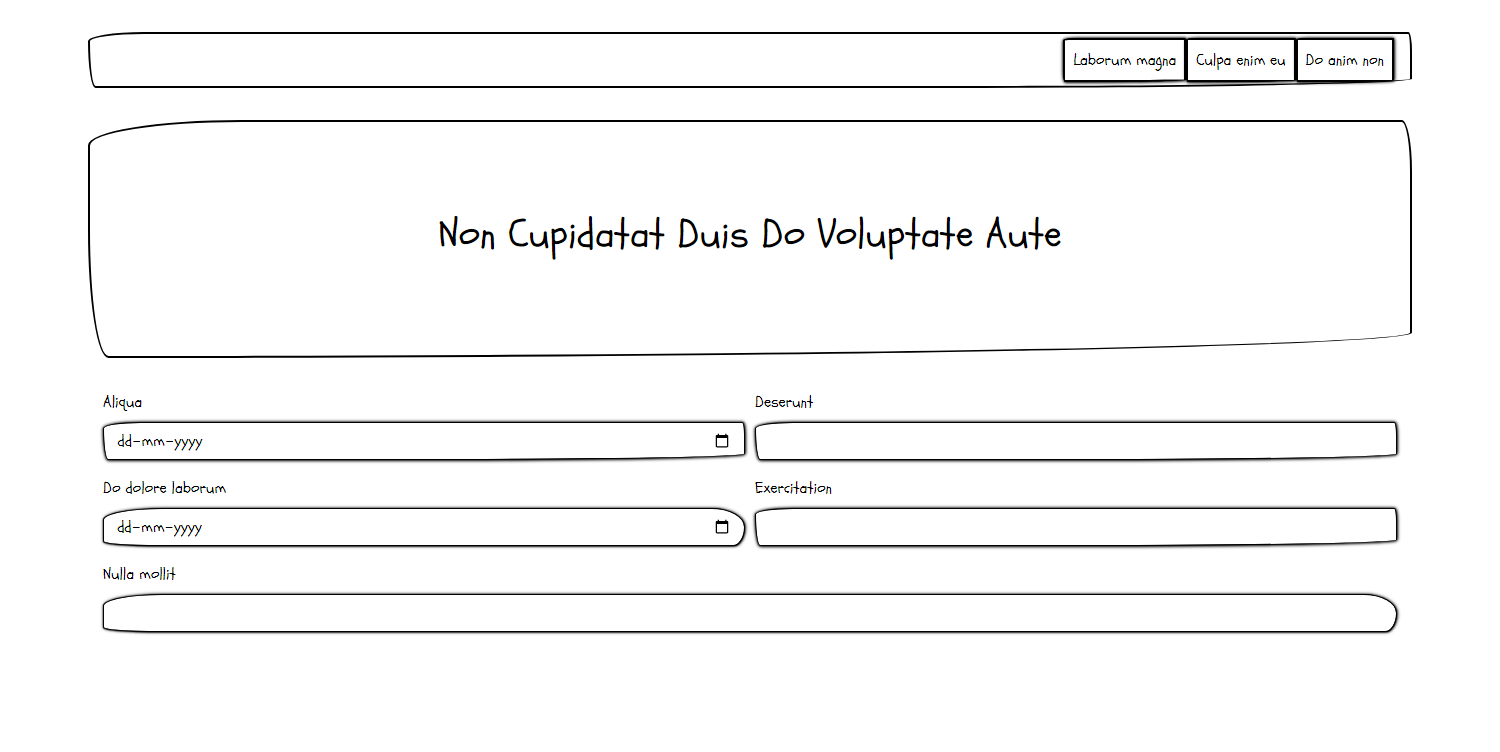 Laborum magna Culpa enim eu Do anim non
Non Cupidatat Duis Do Voluptate Aute
Aliqua Deserunt
dd-mm-yyyy
Do dolore laborum Exercitation
dd-mm-yyyy
Nulla mollit